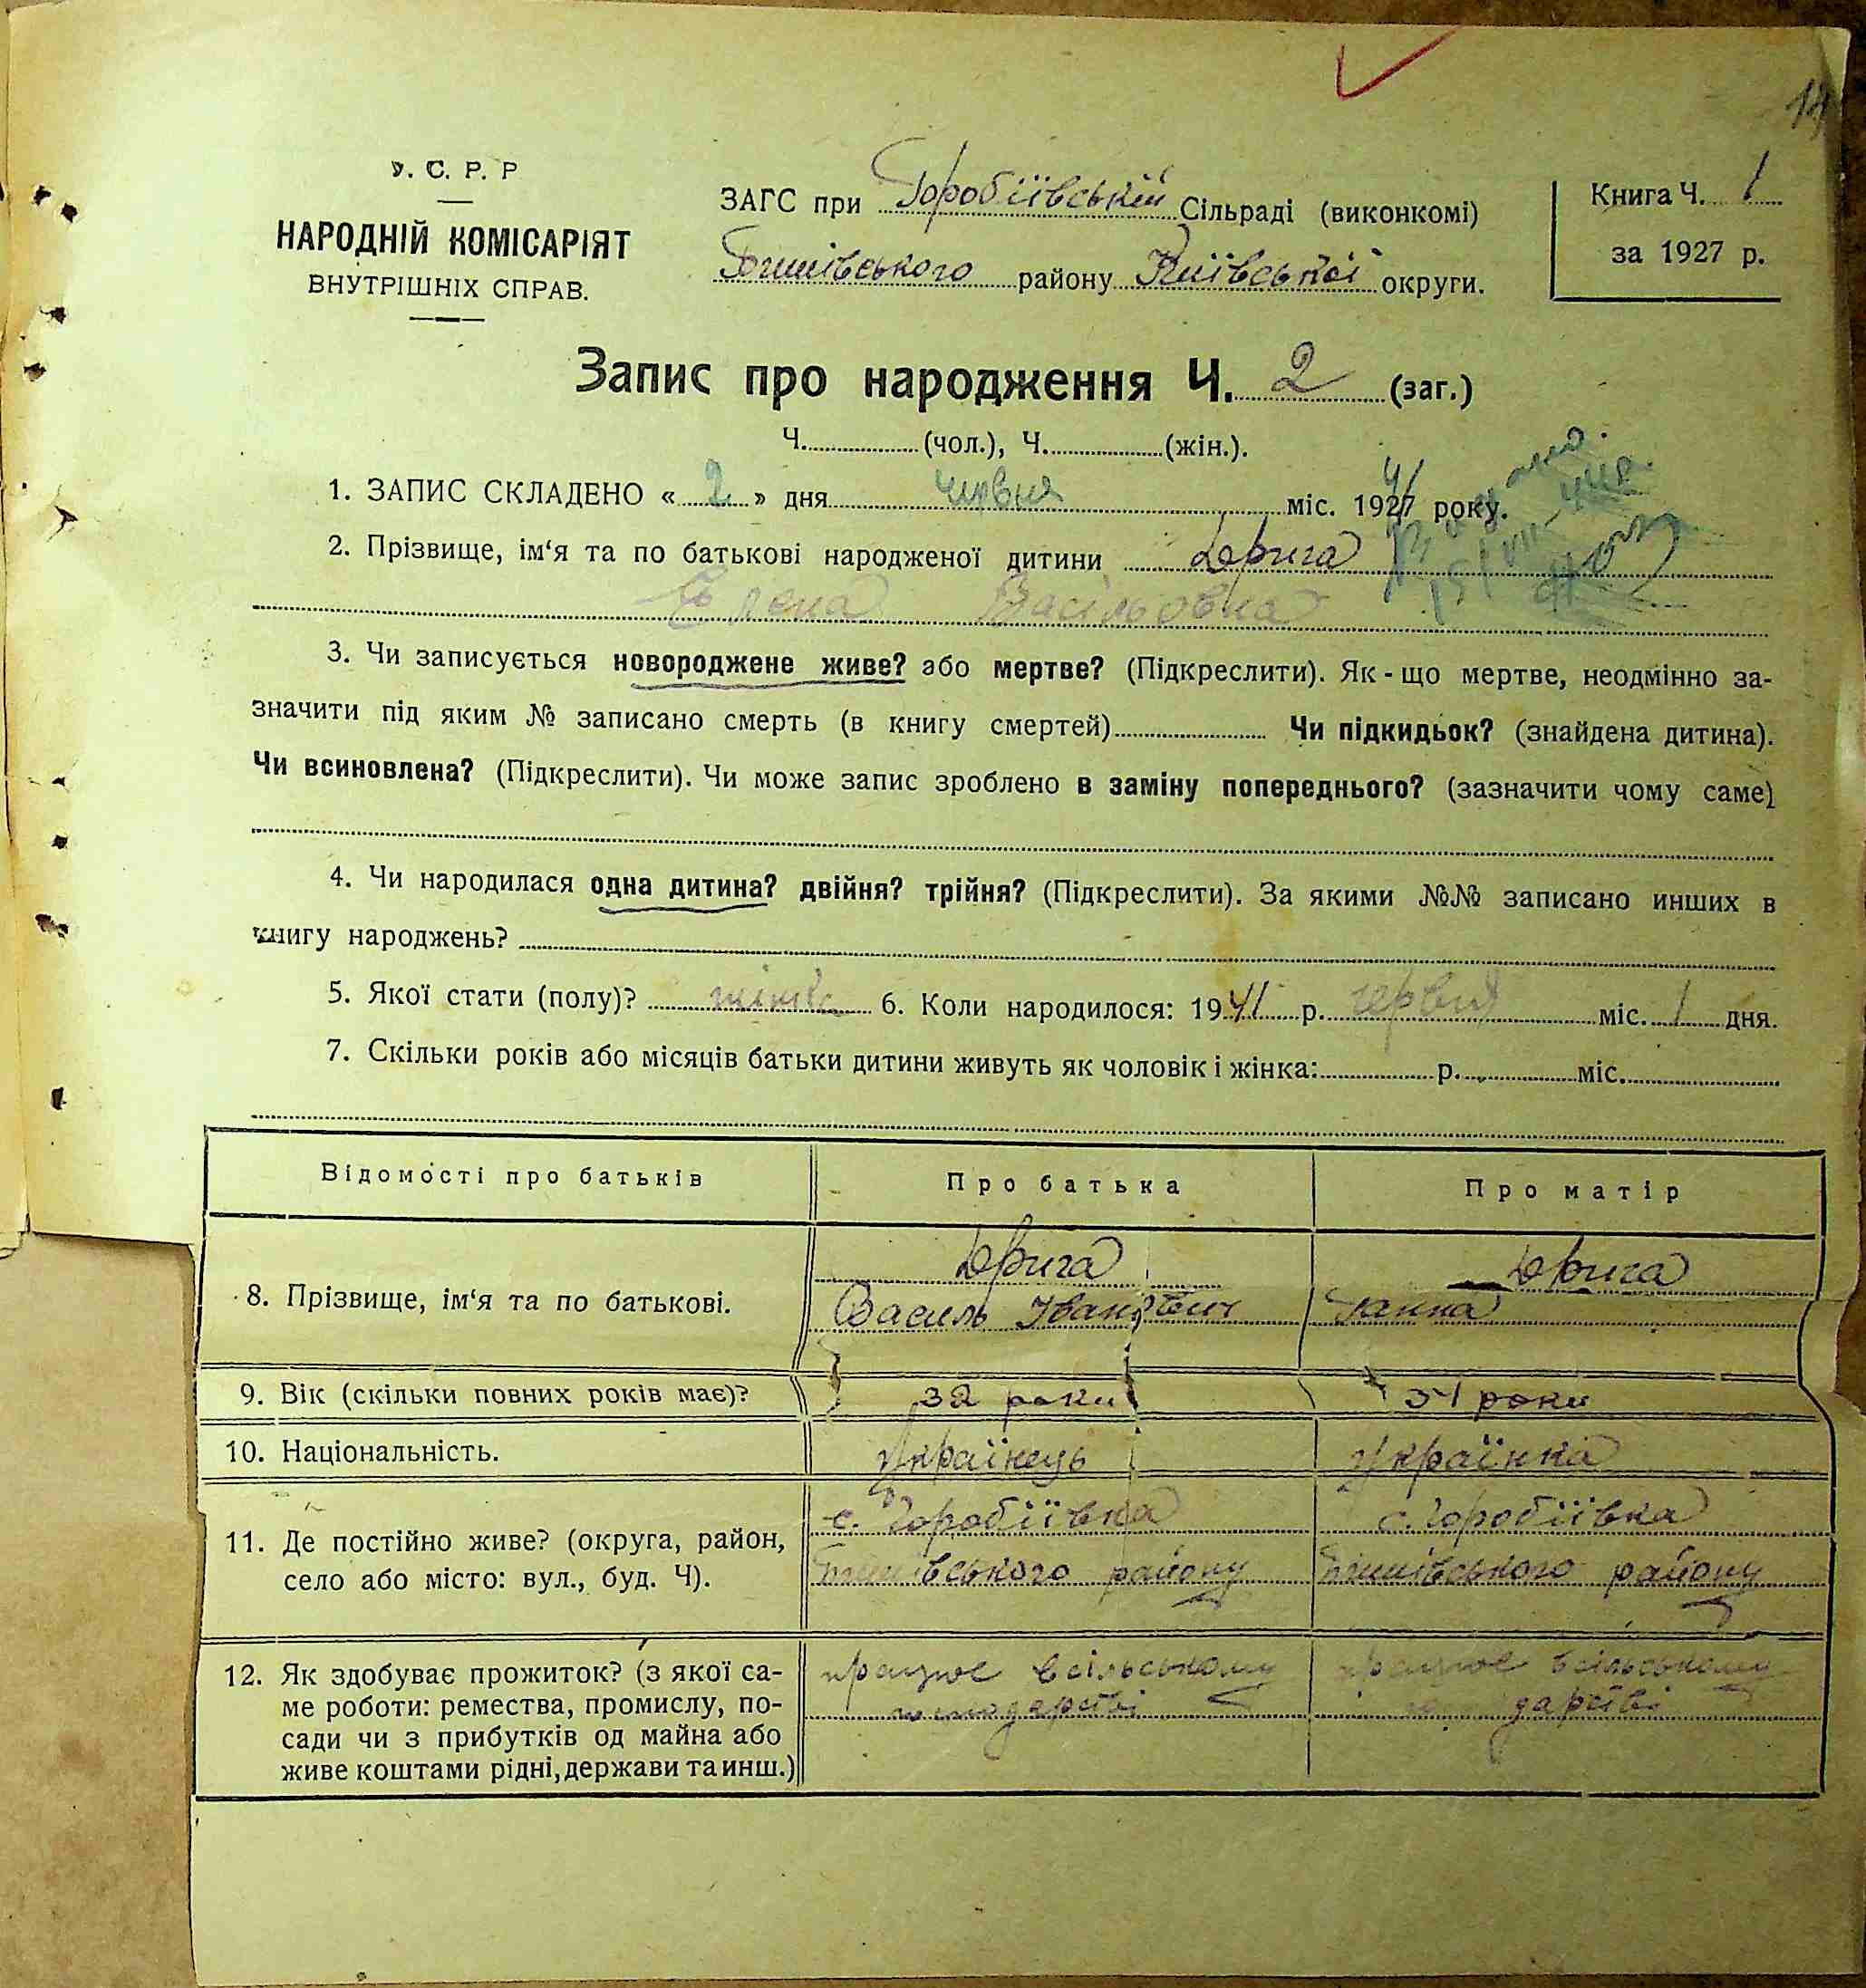 14
У. С. Р. Р
НАРОДНІЙ КОМІСАРІЯТ
ВНУТРІШНІХ СПРАВ.
ЗАГС при Горобіївській Сільраді (виконкомі)
Бишівського району Київської округи.
Книга Ч. 1
за 1927 р.
Запис про народження Ч. 2 (заг.)
Ч. (чол.), Ч. (жін.).
1. ЗАПИС СКЛАДЕНО « 2 » дня червня міс. 1941 року.
2. Прізвище, ім‘я та по батькові народженої дитини Дрига
Елена Васільовна
3. Чи записується новороджене живе? або мертве? (Підкреслити). Як - що мертве, неодмінно за-
значити під яким № записано смерть (в книгу смертей) Чи підкидьок? (знайдена дитина).
Чи всиновлена? (Підкреслити). Чи може запис зроблено в заміну попереднього? (зазначити чому саме)
4. Чи народилася одна дитина? двійня? трійня? (Підкреслити). За якими №№ записано инших в
книгу народжень?
5. Якої стати (полу)? 6. Коли народилося: 1941 р. червня міс. 1 дня.
7. Скільки років або місяців батьки дитини живуть як чоловік і жінка: р. міс.
Відомості про батьків Про батька Про матір
8. Прізвище, ім‘я та по батькові. Дрига Дрига
Василь Іванович Ганна
9. Вік (скільки повних років має)? 32 роки 31 роки
10. Національність. Українець Українка
11. Де постійно живе? (округа, район,
село або місто: вул., буд. Ч).
с. Горобіївка с. Горобіївка
Бишівського району Бишівського району
12. Як здобуває прожиток? (з якої са-
ме роботи: ремества, промислу, по-
сади чи з прибутків од майна або
живе коштами рідні, держави та инш.)
працює в сільському працює в сільському
господарстві господарстві